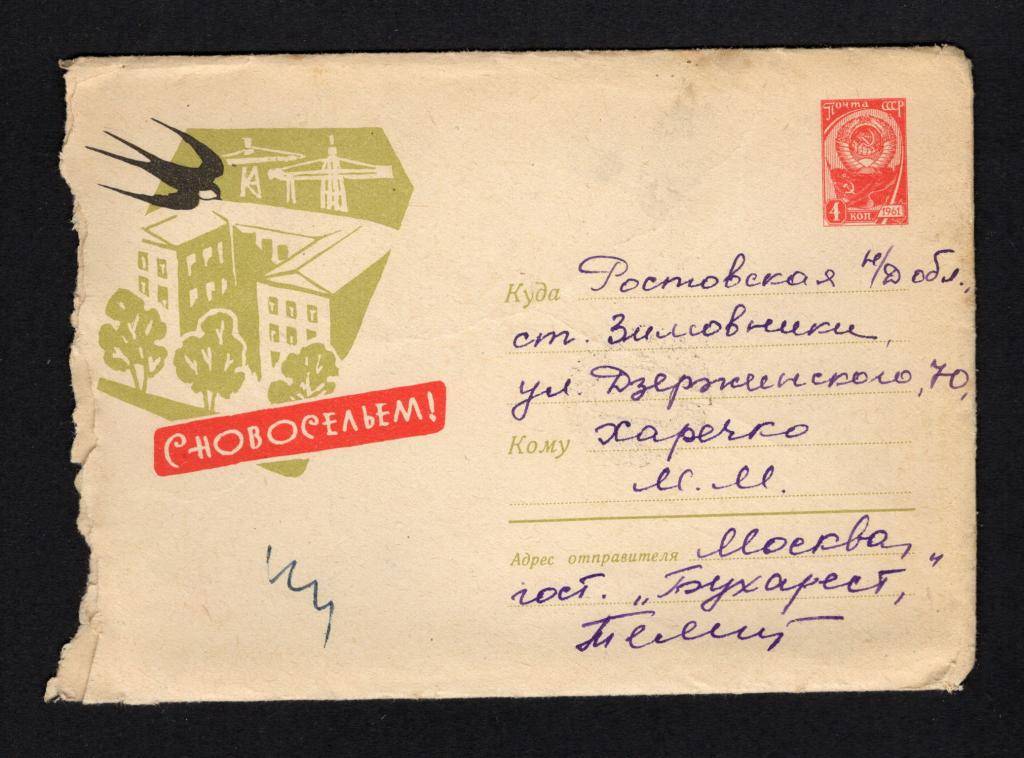 Почта СССР
4 коп 1961
С НОВОСЕЛЬЕМ!
Куда Ростовская н/Д обл.,
ст. Зимовники,
ул. Дзержинского, 70,
Кому Харечко
М. М.
Адрес отправителя Москва,
гост. „Бухарест",